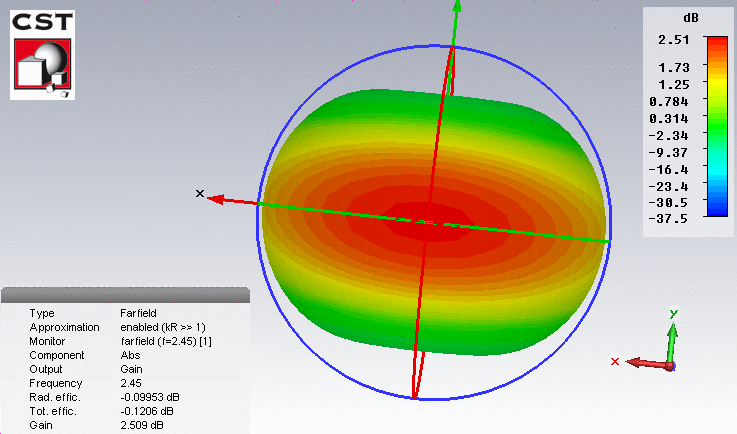 CST
dB
2.51
1.73
1.25
0.784
0.314
-2.34
-9.37
-16.4
-23.4
-30.5
-37.5
x
y
x
Type Farfield
Approximation enabled (kR >> 1)
Monitor farfield (f=2.45) [1]
Component Abs
Output Gain
Frequency 2.45
Rad. effic. -0.09953 dB
Tot. effic. -0.1206 dB
Gain 2.509 dB